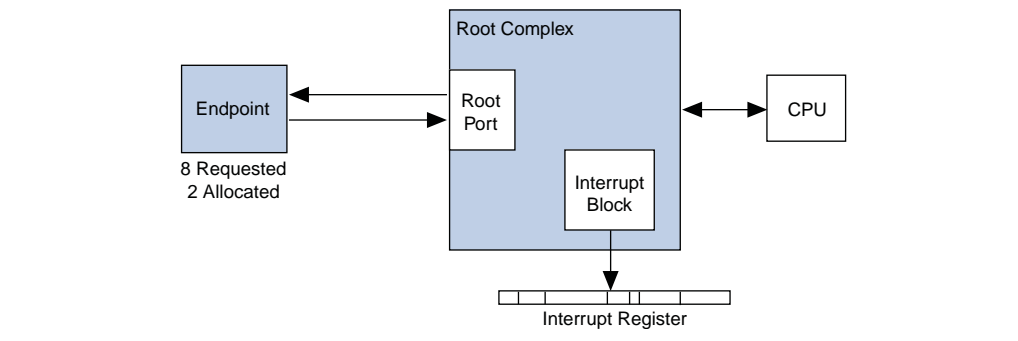 Root Complex
Endpoint
Root
Port
CPU
8 Requested
2 Allocated
Interrupt
Block
Interrupt Register